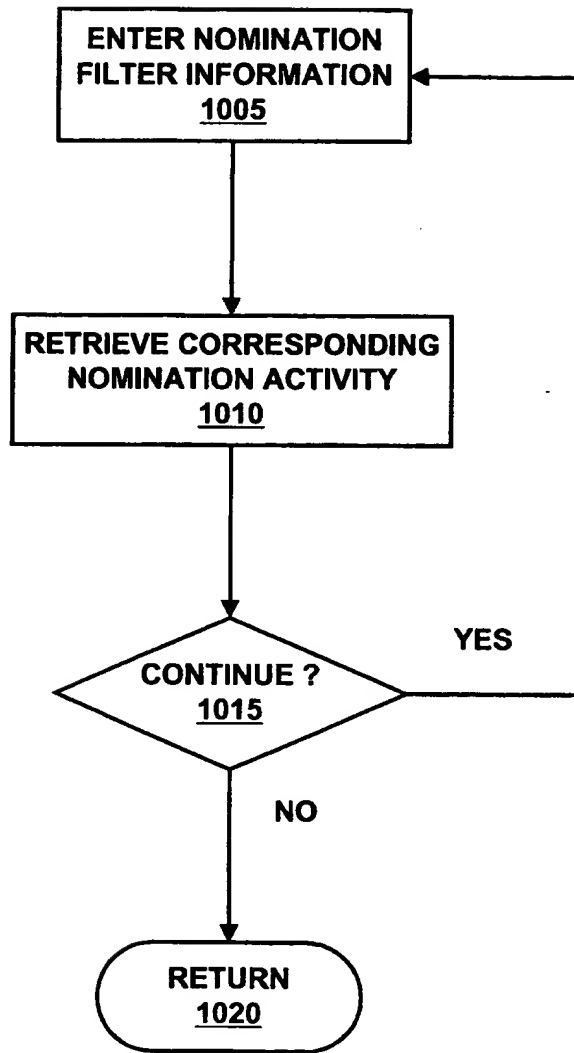 ENTER NOMINATION
FILTER INFORMATION
1005
RETRIEVE CORRESPONDING
NOMINATION ACTIVITY
1010
CONTINUE ?
1015
YES
NO
RETURN
1020